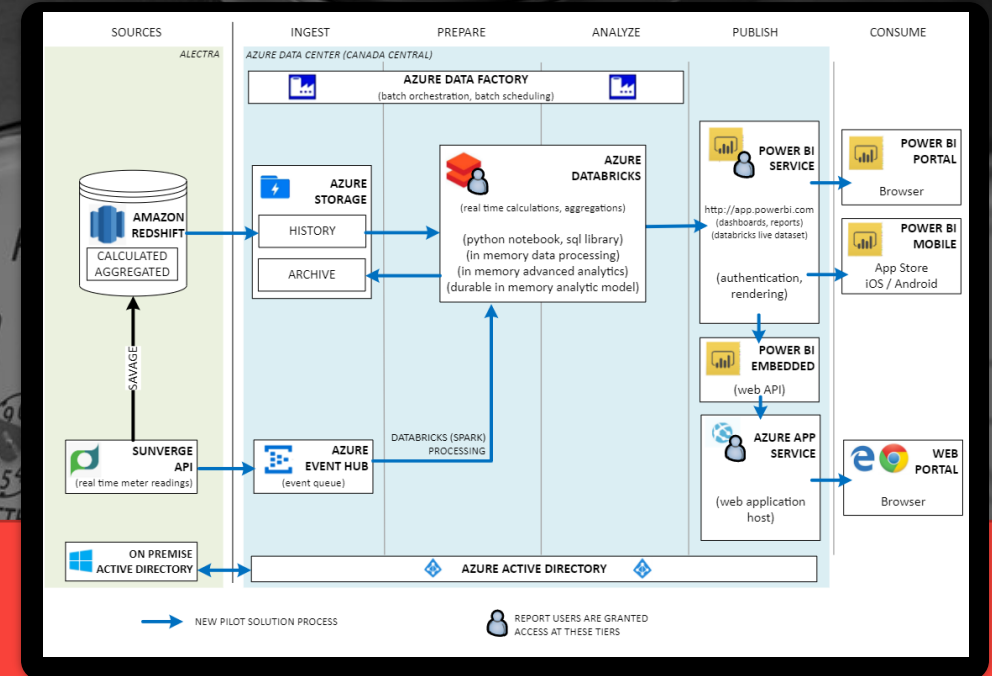 SOURCES
INGEST
PREPARE
ANALYZE
PUBLISH
CONSUME
ALECTRA
AZURE DATA CENTER (CANADA CENTRAL)
AZURE DATA FACTORY
(batch orchestration, batch scheduling)
AMAZON
REDSHIFT
CALCULATED
AGGREGATED
SAVAGE
SUNVERGE
API
(real time meter readings)
ON PREMISE
ACTIVE DIRECTORY
AZURE
STORAGE
HISTORY
ARCHIVE
AZURE
EVENT HUB
(event queue)
DATABRICKS (SPARK)
PROCESSING
AZURE
DATABRICKS
(real time calculations, aggregations)
(python notebook, sql library)
(in memory data processing)
(in memory advanced analytics)
(durable in memory analytic model)
POWER BI
SERVICE
http://app.powerbi.com
(dashboards, reports)
(databricks live dataset)
(authentication,
rendering)
POWER BI
EMBEDDED
(web API)
AZURE APP
SERVICE
(web application
host)
POWER BI
PORTAL
Browser
POWER BI
MOBILE
App Store
iOS / Android
WEB
PORTAL
Browser
AZURE ACTIVE DIRECTORY
NEW PILOT SOLUTION PROCESS
REPORT USERS ARE GRANTED
ACCESS AT THESE TIERS